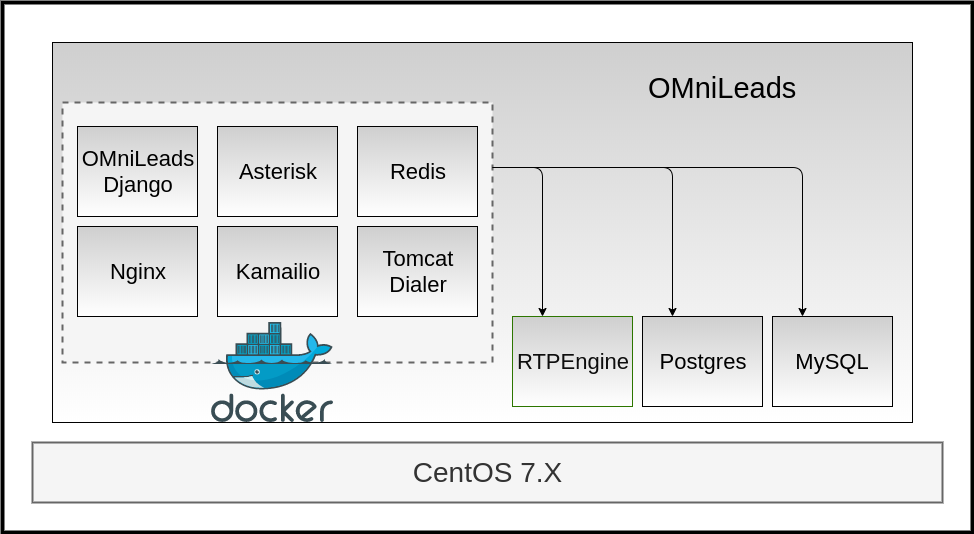 OMniLeads
OMniLeads
Django
Asterisk
Redis
Nginx
Kamailio
Tomcat
Dialer
docker
RTPEngine
Postgres
MySQL
CentOS 7.X